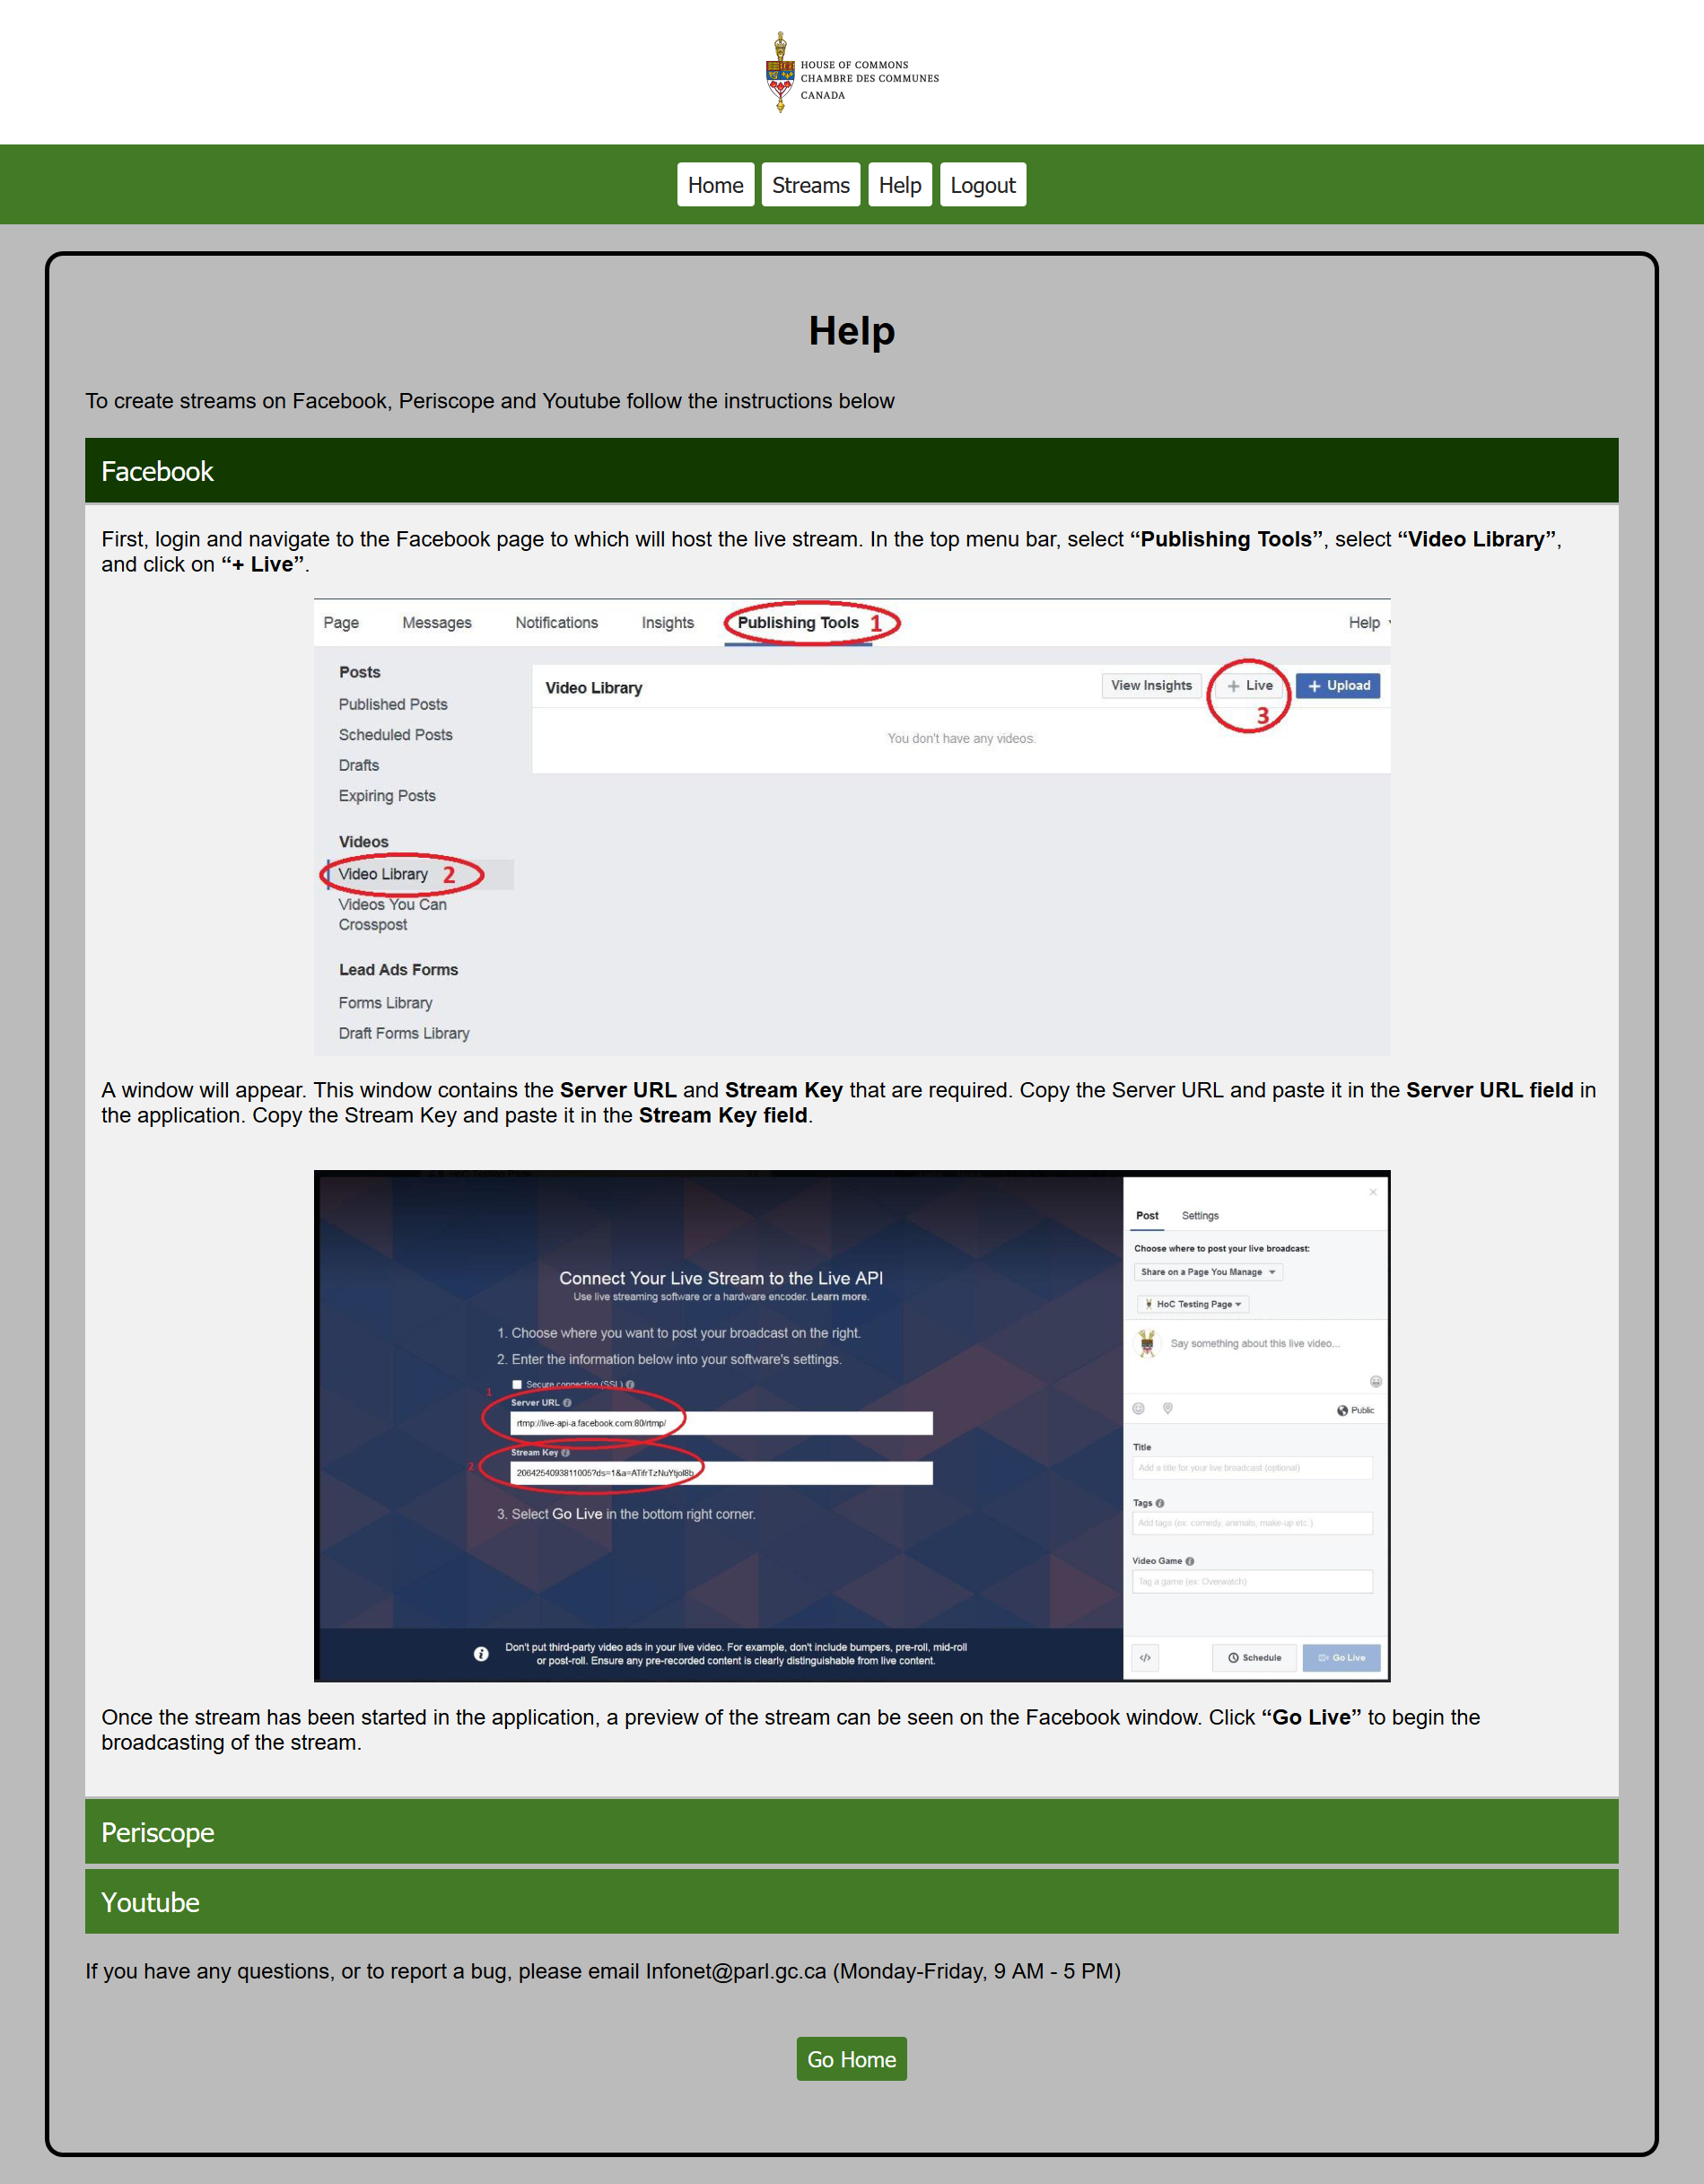 HOUSE OF COMMONS
CHAMBRE DES COMMUNES
CANADA
Home Streams Help Logout
Help
To create streams on Facebook, Periscope and Youtube follow the instructions below
Facebook
First, login and navigate to the Facebook page to which will host the live stream. In the top menu bar, select “Publishing Tools”, select “Video Library”,
and click on “+ Live”.
Page Messages Notifications Insights Publishing Tools 1 Help
Posts
Published Posts
Scheduled Posts
Drafts
Expiring Posts
Videos
Video Library 2
Videos You Can
Crosspost
Lead Ads Forms
Forms Library
Draft Forms Library
Video Library View Insights + Live + Upload
3
You don't have any videos.
A window will appear. This window contains the Server URL and Stream Key that are required. Copy the Server URL and paste it in the Server URL field in
the application. Copy the Stream Key and paste it in the Stream Key field.
Connect Your Live Stream to the Live API
Use live streaming software or a hardware encoder. Learn more.
1. Choose where you want to post your broadcast on the right.
2. Enter the information below into your software's settings.
Secure connection (SSL)
1
Server URL
rtmp://live-api-a.facebook.com:80/rtmp/
Stream Key
2
2064254093811005?ds=1&a=ATifrTzNuYtjol8b
3. Select Go Live in the bottom right corner.
Don't put third-party video ads in your live video. For example, don't include bumpers, pre-roll, mid-roll
or post-roll. Ensure any pre-recorded content is clearly distinguishable from live content.
Post Settings
Choose where to post your live broadcast:
Share on a Page You Manage
HoC Testing Page
Say something about this live video...
Public
Title
Add a title for your live broadcast (optional)
Tags
Add tags (ex: comedy, animals, make-up etc.)
Video Game
Tag a game (ex: Overwatch)
</> Schedule Go Live
Once the stream has been started in the application, a preview of the stream can be seen on the Facebook window. Click “Go Live” to begin the
broadcasting of the stream.
Periscope
Youtube
If you have any questions, or to report a bug, please email Infonet@parl.gc.ca (Monday-Friday, 9 AM - 5 PM)
Go Home